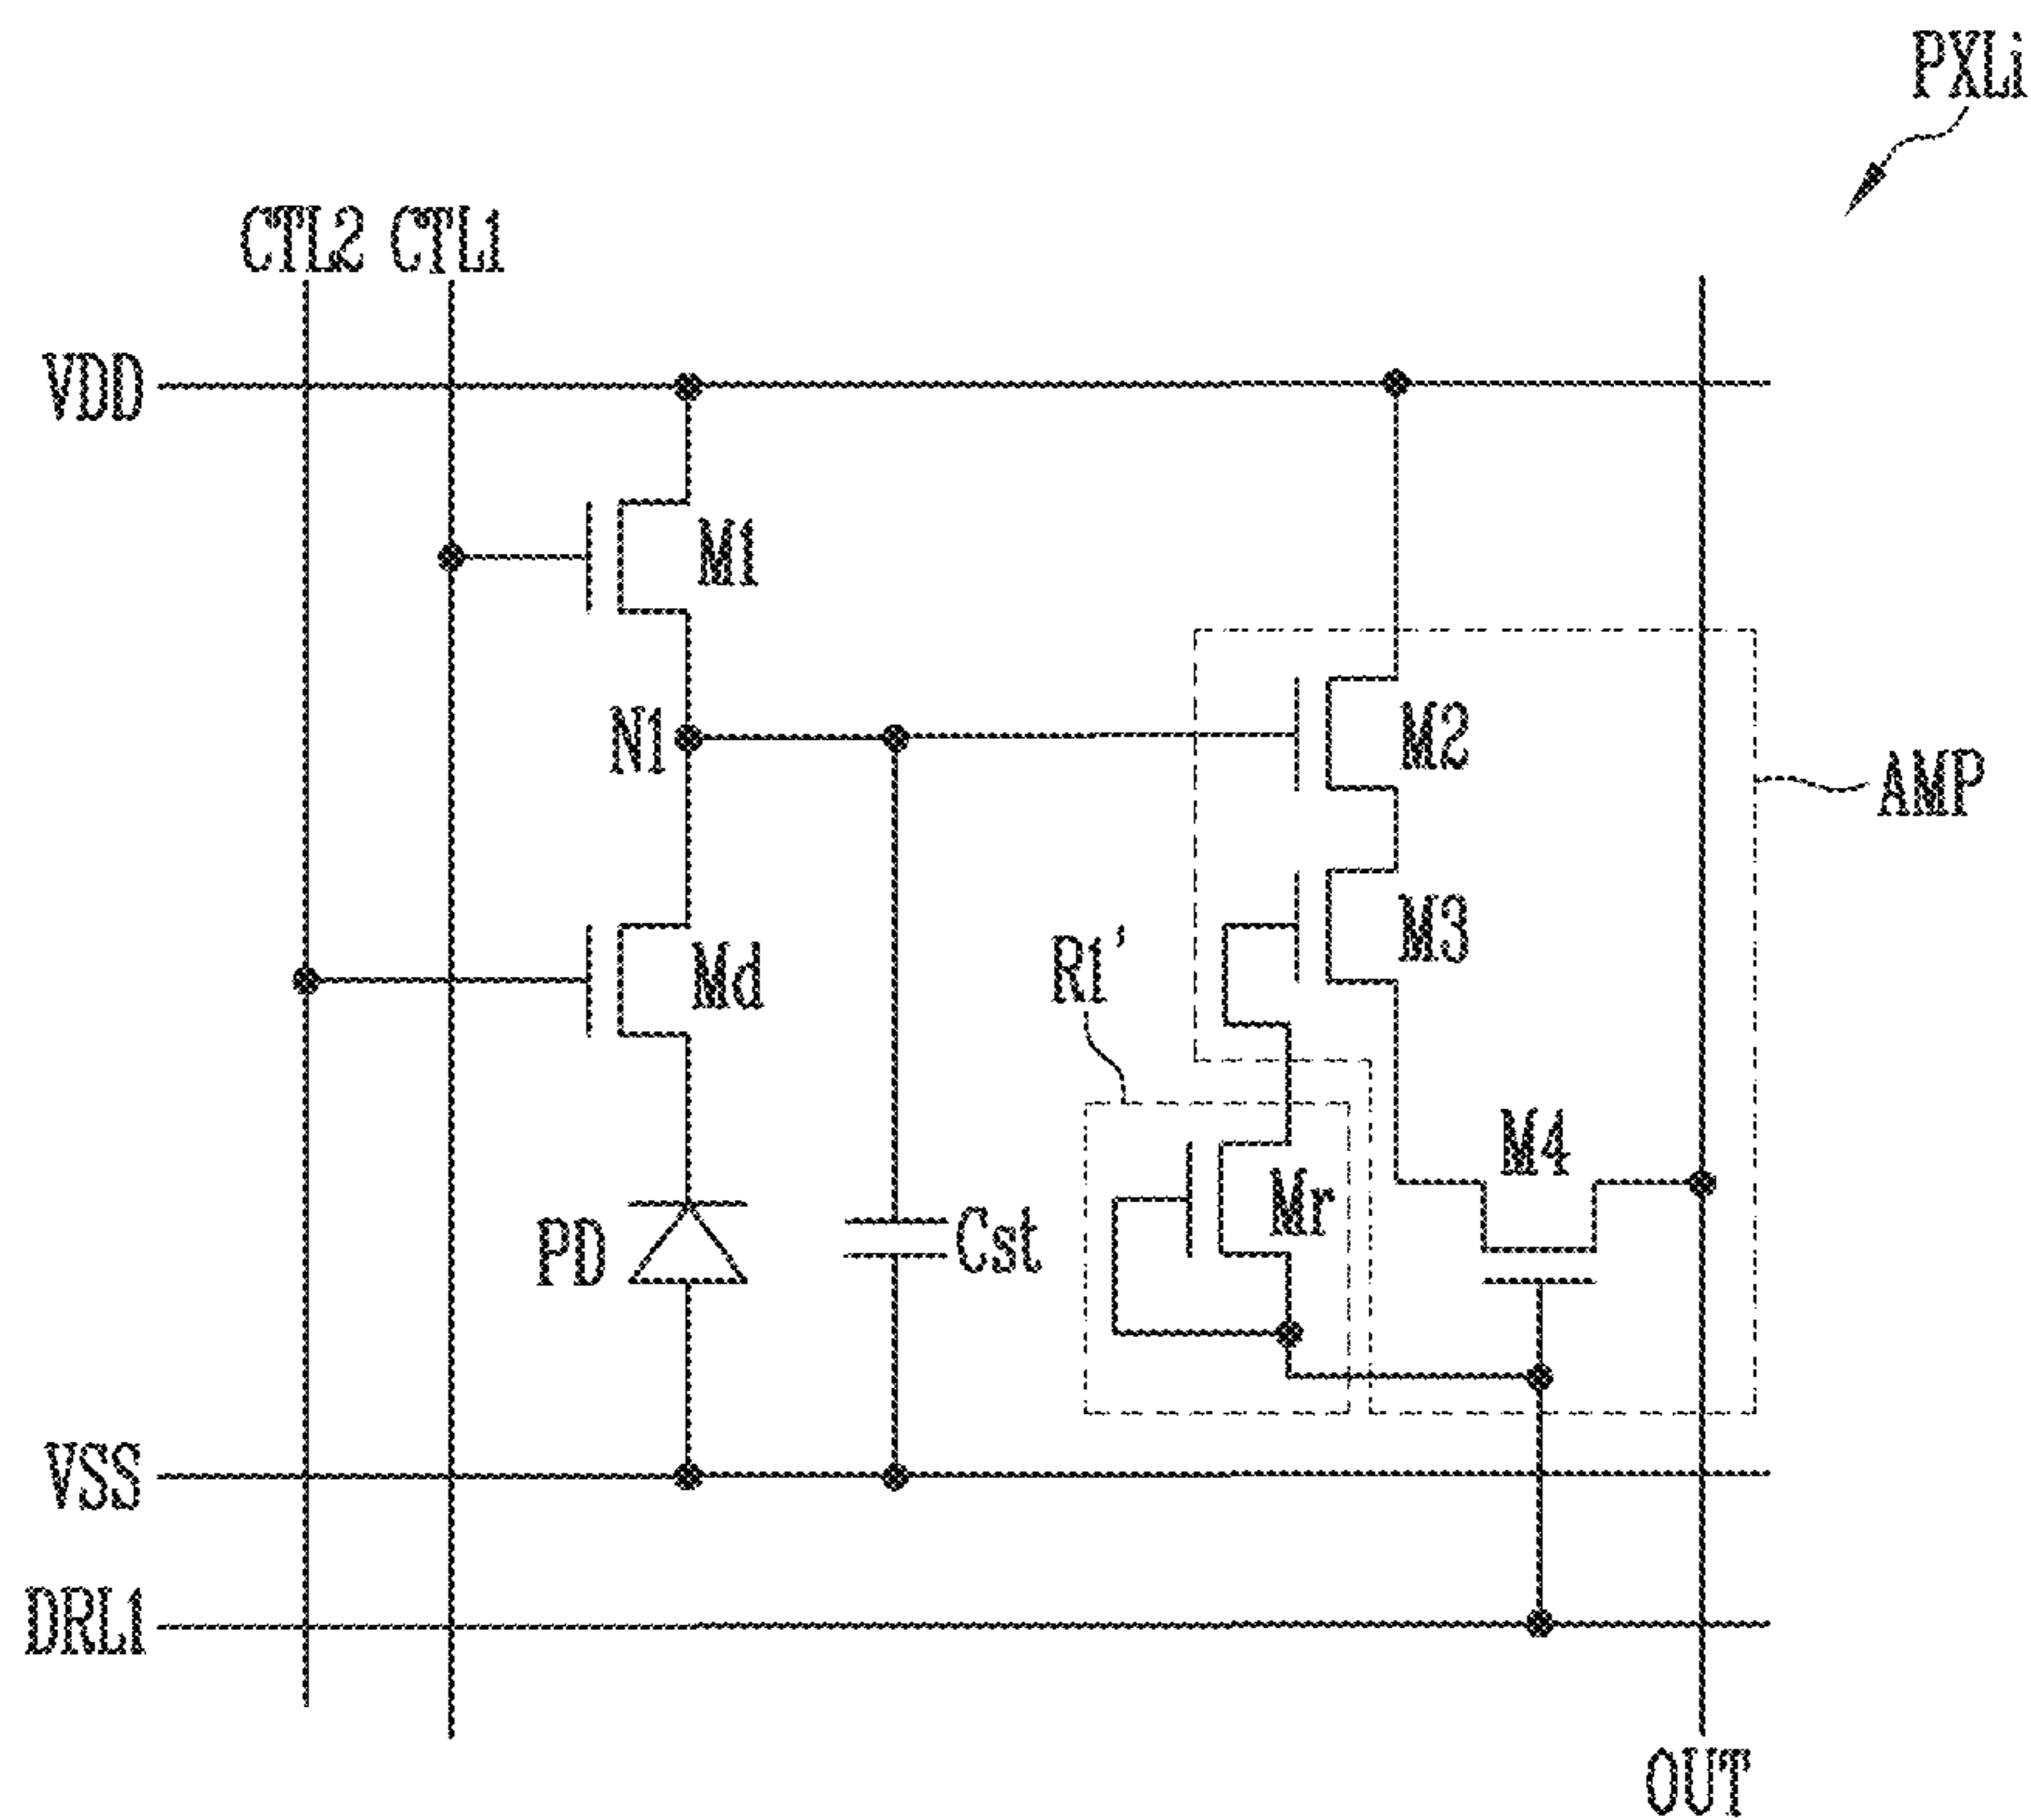 PXLi
CTL2 CTL1
VDD
M1
N1
M2
AMP
M3
R1'
Md
M4
Mr
PD
Cst
VSS
DRL1
OUT